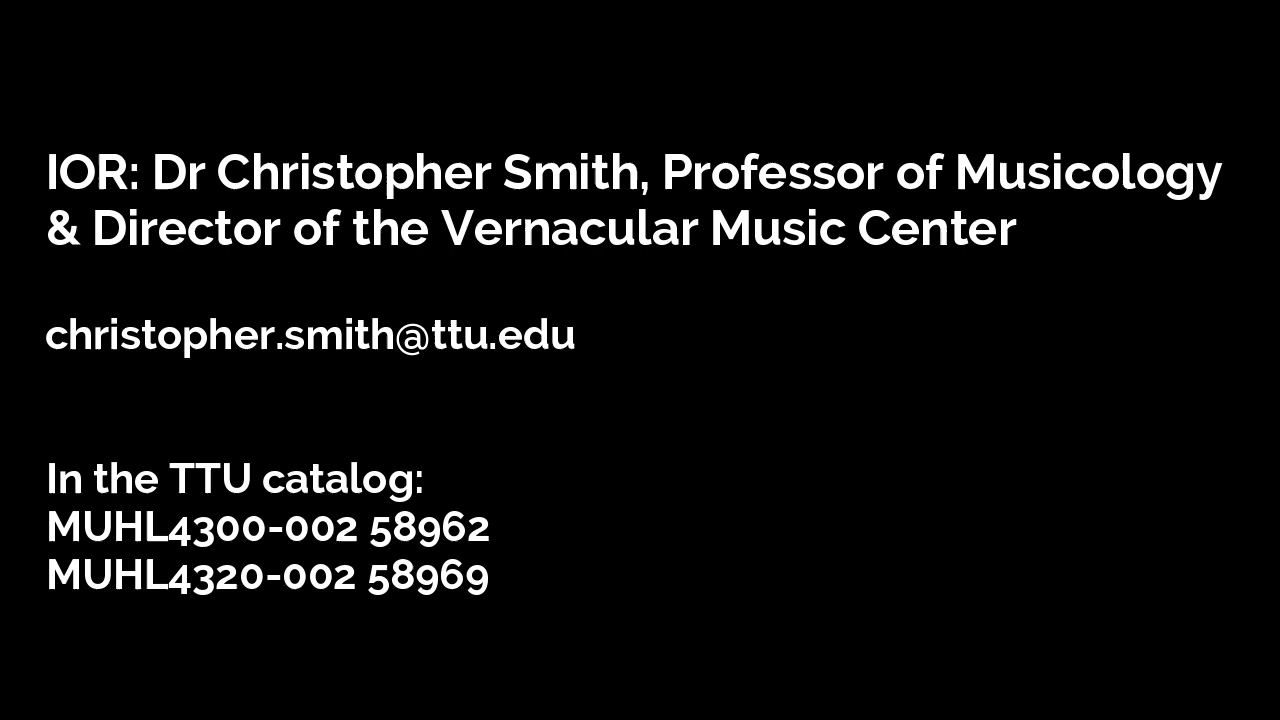 IOR: Dr Christopher Smith, Professor of Musicology
& Director of the Vernacular Music Center
christopher.smith@ttu.edu
In the TTU catalog:
MUHL4300-002 58962
MUHL4320-002 58969